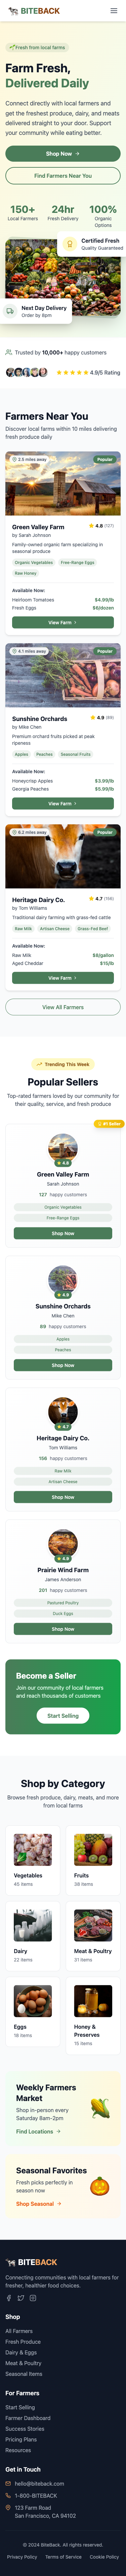 BITEBACK
Fresh from local farms
Farm Fresh,
Delivered Daily
Connect directly with local farmers and
get the freshest produce, dairy, and meats
delivered straight to your door. Support
your community while eating better.
Shop Now
Find Farmers Near You
150+
Local Farmers
24hr
Fresh Delivery
100%
Organic
Options
Certified Fresh
Quality Guaranteed
Next Day Delivery
Order by 8pm
Trusted by 10,000+ happy customers
4.9/5 Rating
Farmers Near You
Discover local farms within 10 miles delivering
fresh produce daily
2.5 miles away
Popular
Green Valley Farm
4.8 (127)
by Sarah Johnson
Family-owned organic farm specializing in
seasonal produce
Organic Vegetables
Free-Range Eggs
Raw Honey
Available Now:
Heirloom Tomatoes
$4.99/lb
Fresh Eggs
$6/dozen
View Farm
4.1 miles away
Popular
Sunshine Orchards
4.9 (89)
by Mike Chen
Premium orchard fruits picked at peak
ripeness
Apples
Peaches
Seasonal Fruits
Available Now:
Honeycrisp Apples
$3.99/lb
Georgia Peaches
$5.99/lb
View Farm
6.2 miles away
Popular
Heritage Dairy Co.
4.7 (156)
by Tom Williams
Traditional dairy farming with grass-fed cattle
Raw Milk
Artisan Cheese
Grass-Fed Beef
Available Now:
Raw Milk
$8/gallon
Aged Cheddar
$15/lb
View Farm
View All Farmers
Trending This Week
Popular Sellers
Top-rated farmers loved by our community for
their quality, service, and fresh produce
#1 Seller
4.8
Green Valley Farm
Sarah Johnson
127 happy customers
Organic Vegetables
Free-Range Eggs
Shop Now
4.9
Sunshine Orchards
Mike Chen
89 happy customers
Apples
Peaches
Shop Now
4.7
Heritage Dairy Co.
Tom Williams
156 happy customers
Raw Milk
Artisan Cheese
Shop Now
4.9
Prairie Wind Farm
James Anderson
201 happy customers
Pastured Poultry
Duck Eggs
Shop Now
Become a Seller
Join our community of local farmers
and reach thousands of customers
Start Selling
Shop by Category
Browse fresh produce, dairy, meats, and more
from local farms
Vegetables
45 items
Fruits
38 items
Dairy
22 items
Meat & Poultry
31 items
Eggs
18 items
Honey &
Preserves
15 items
Weekly Farmers
Market
Shop in-person every
Saturday 8am-2pm
Find Locations
Seasonal Favorites
Fresh picks perfectly in
season now
Shop Seasonal
BITEBACK
Connecting communities with local farmers for
fresher, healthier food choices.
Shop
All Farmers
Fresh Produce
Dairy & Eggs
Meat & Poultry
Seasonal Items
For Farmers
Start Selling
Farmer Dashboard
Success Stories
Pricing Plans
Resources
Get in Touch
hello@biteback.com
1-800-BITEBACK
123 Farm Road
San Francisco, CA 94102
© 2024 BiteBack. All rights reserved.
Privacy Policy
Terms of Service
Cookie Policy